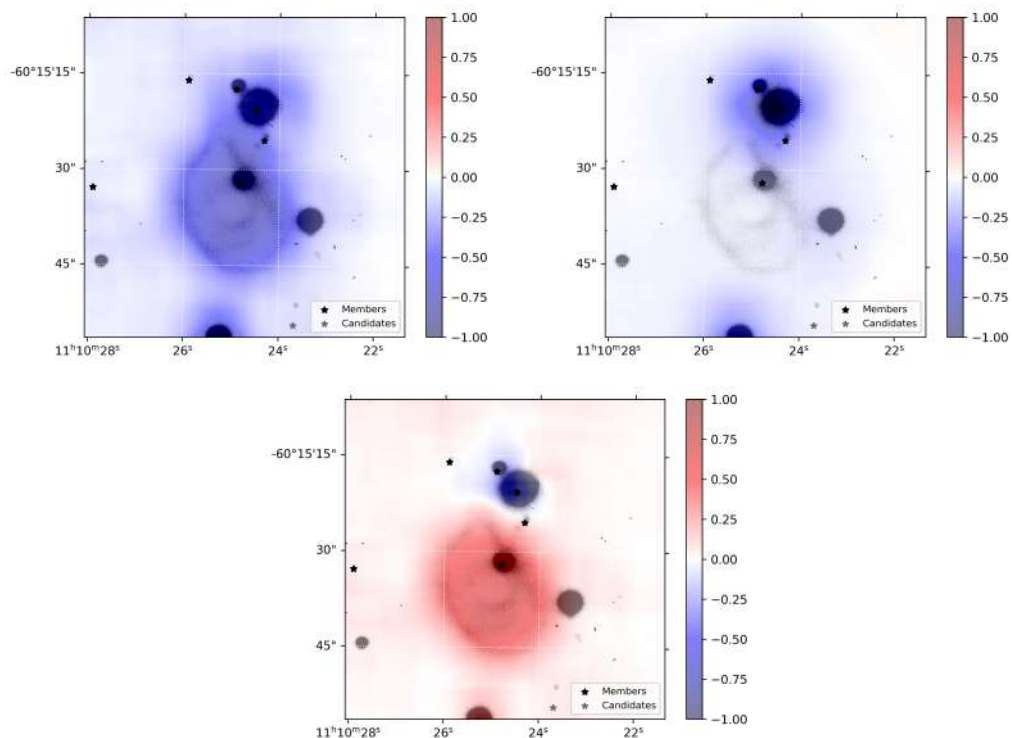 1.00
0.75
0.50
0.25
0.00
−0.25
−0.50
−0.75
−1.00
-60°15'15"
30"
45"
11ʰ10ᵐ28ˢ
26ˢ
24ˢ
22ˢ
Members
Candidates
1.00
0.75
0.50
0.25
0.00
−0.25
−0.50
−0.75
−1.00
-60°15'15"
30"
45"
11ʰ10ᵐ28ˢ
26ˢ
24ˢ
22ˢ
Members
Candidates
1.00
0.75
0.50
0.25
0.00
−0.25
−0.50
−0.75
−1.00
-60°15'15"
30"
45"
11ʰ10ᵐ28ˢ
26ˢ
24ˢ
22ˢ
Members
Candidates